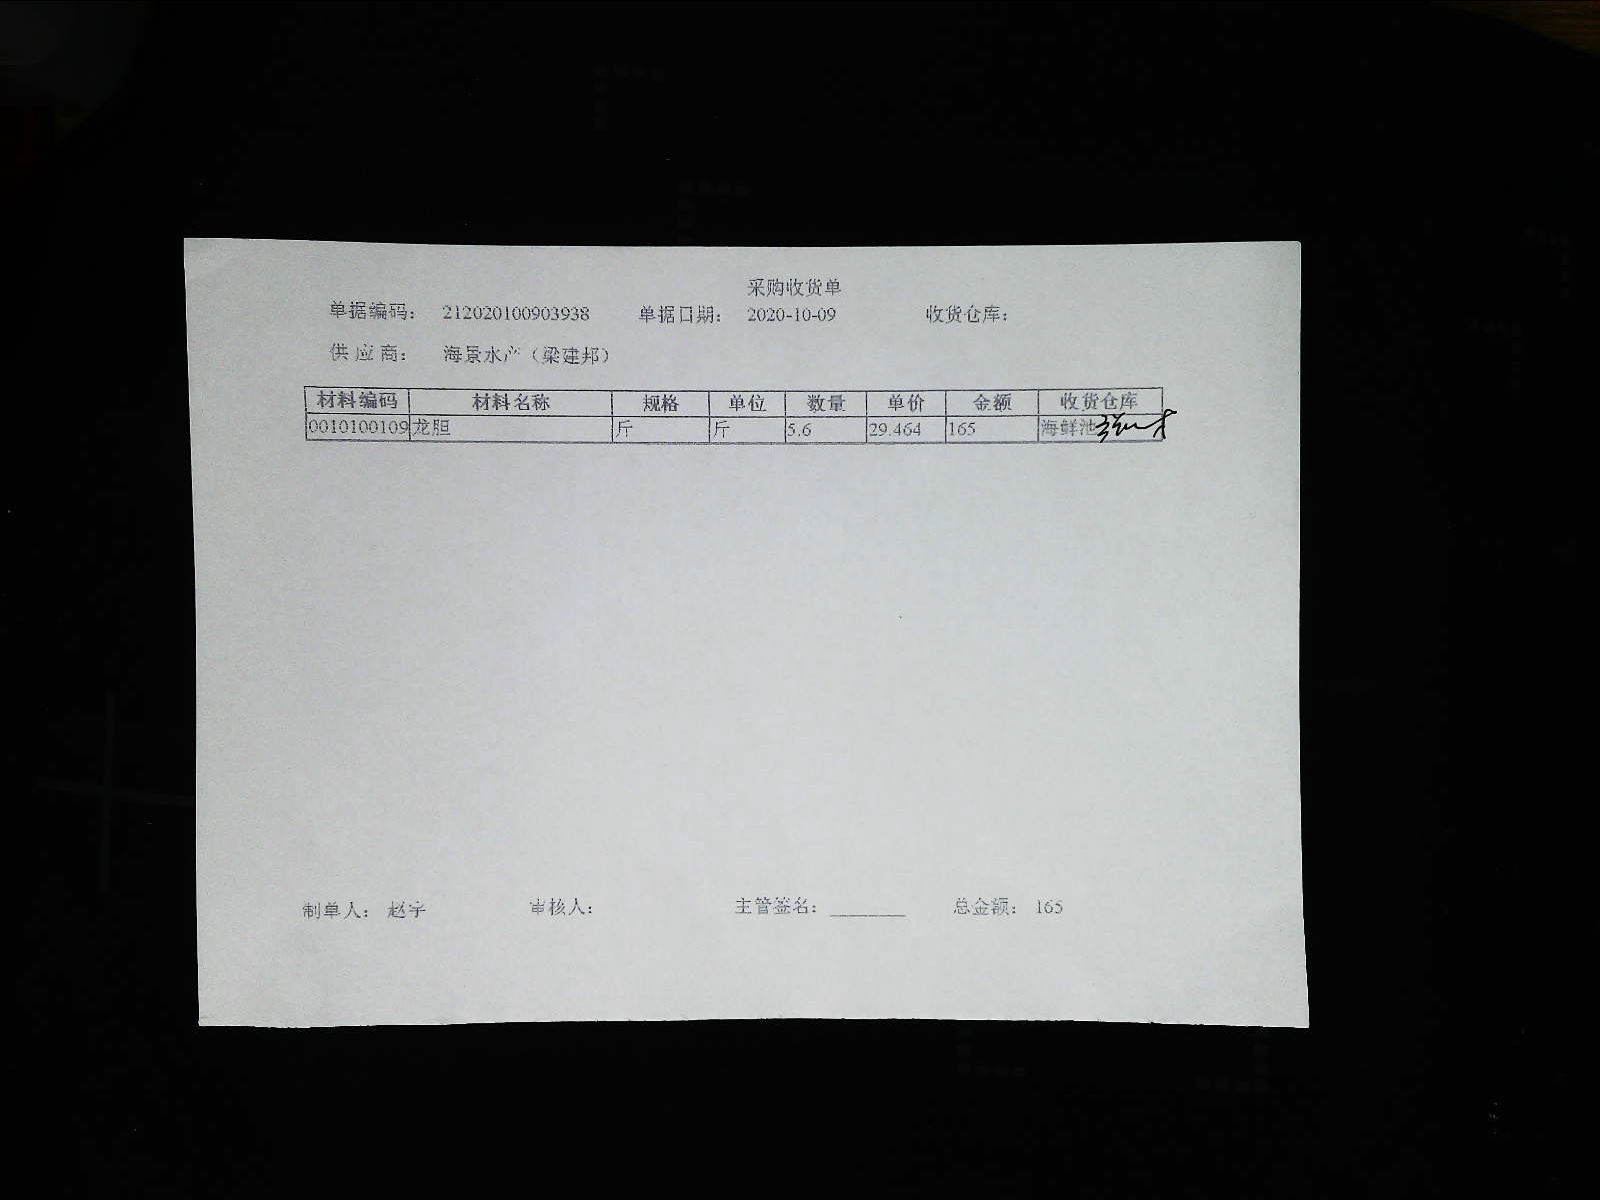 采购收货单
单据编码： 212020100903938 单据日期： 2020-10-09 收货仓库：
供应商： 海景水产（梁建邦）
材料编码 材料名称 规格 单位 数量 单价 金额 收货仓库
0010100109 龙胆 斤 斤 5.6 29.464 165 海鲜池
制单人： 赵宇 审核人： 主管签名： 总金额： 165